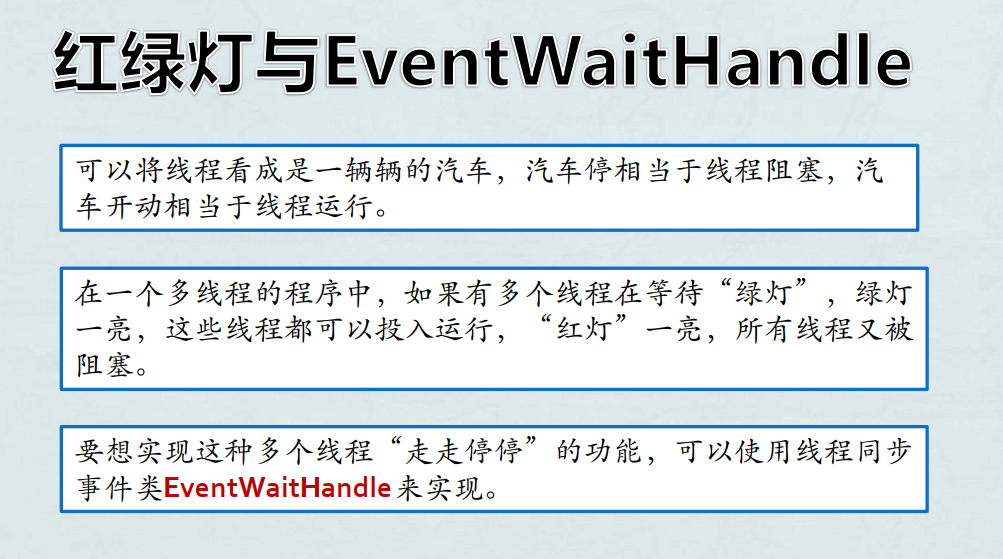 红绿灯与EventWaitHandle
可以将线程看成是一辆辆的汽车，汽车停相当于线程阻塞，汽
车开动相当于线程运行。
在一个多线程的程序中，如果有多个线程在等待“绿灯”，绿灯
一亮，这些线程都可以投入运行，“红灯”一亮，所有线程又被
阻塞。
要想实现这种多个线程“走走停停”的功能，可以使用线程同步
事件类EventWaitHandle来实现。